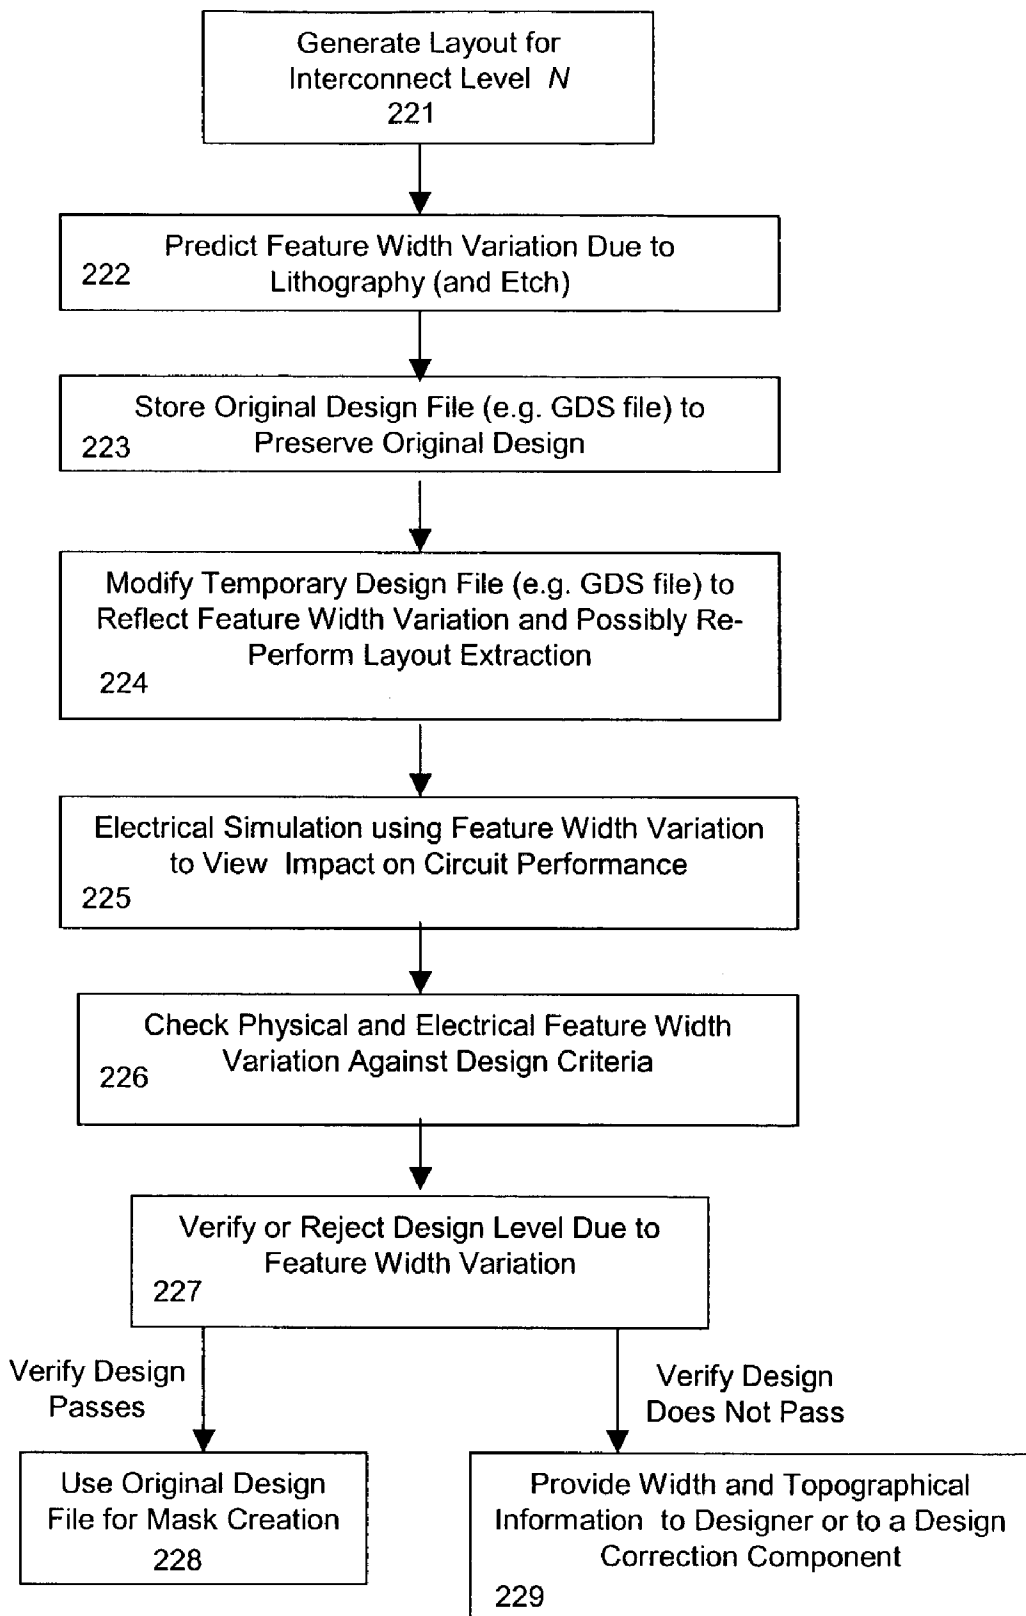 Generate Layout for
Interconnect Level N
221
Predict Feature Width Variation Due to
222
Lithography (and Etch)
Store Original Design File (e.g. GDS file) to
223
Preserve Original Design
Modify Temporary Design File (e.g. GDS file) to
Reflect Feature Width Variation and Possibly Re-
Perform Layout Extraction
224
Electrical Simulation using Feature Width Variation
to View Impact on Circuit Performance
225
Check Physical and Electrical Feature Width
Variation Against Design Criteria
226
Verify or Reject Design Level Due to
Feature Width Variation
227
Verify Design
Passes
Verify Design
Does Not Pass
Use Original Design
File for Mask Creation
228
Provide Width and Topographical
Information to Designer or to a Design
Correction Component
229